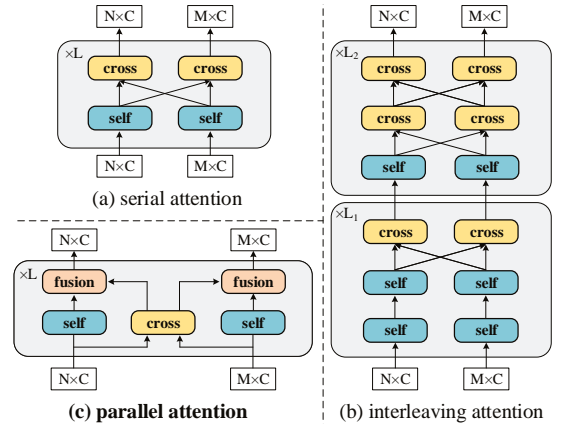 N×C M×C
×L
cross cross
self self
N×C M×C
(a) serial attention
N×C M×C
×L
fusion fusion
self cross self
N×C M×C
(c) parallel attention
N×C M×C
×L₂
cross cross
cross cross
self self
×L₁
cross cross
self self
self self
N×C M×C
(b) interleaving attention